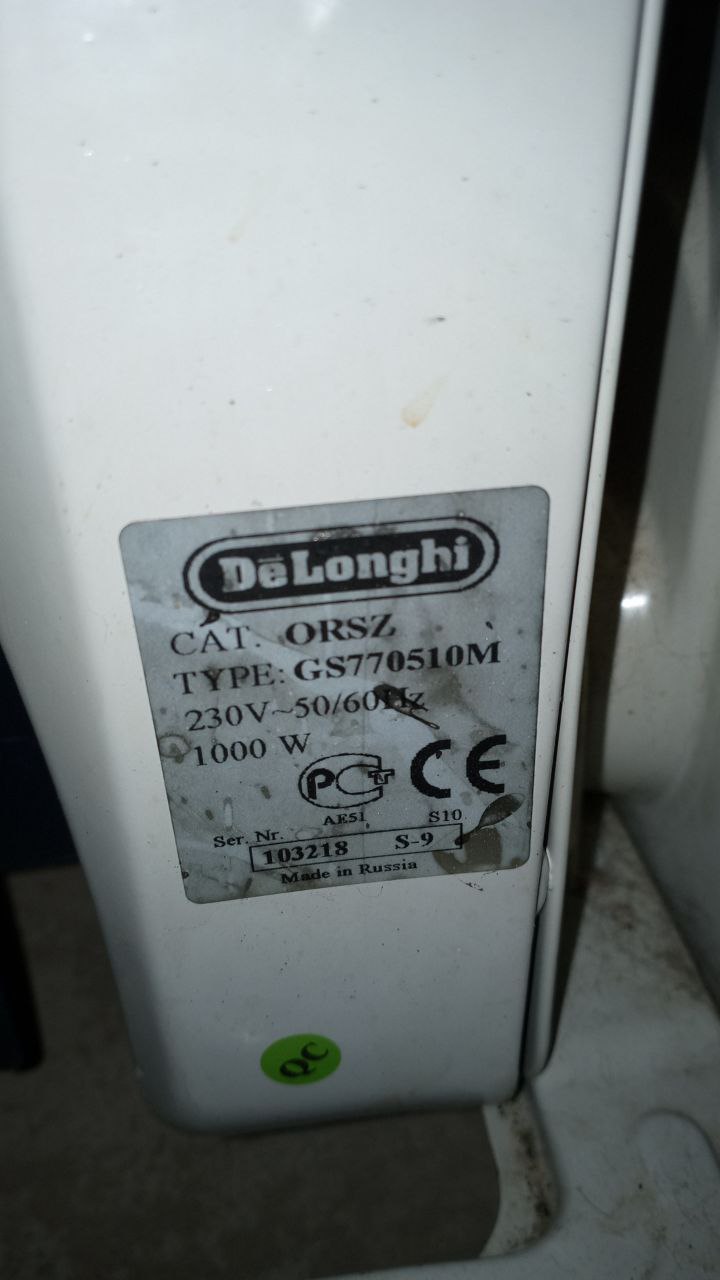 DeLonghi
CAT. ORSZ
TYPE: GS770510M
230V~50/60Hz
1000 W
РСТ CE
AE51 S10
Ser. Nr.
103218 S-9
Made in Russia
QC